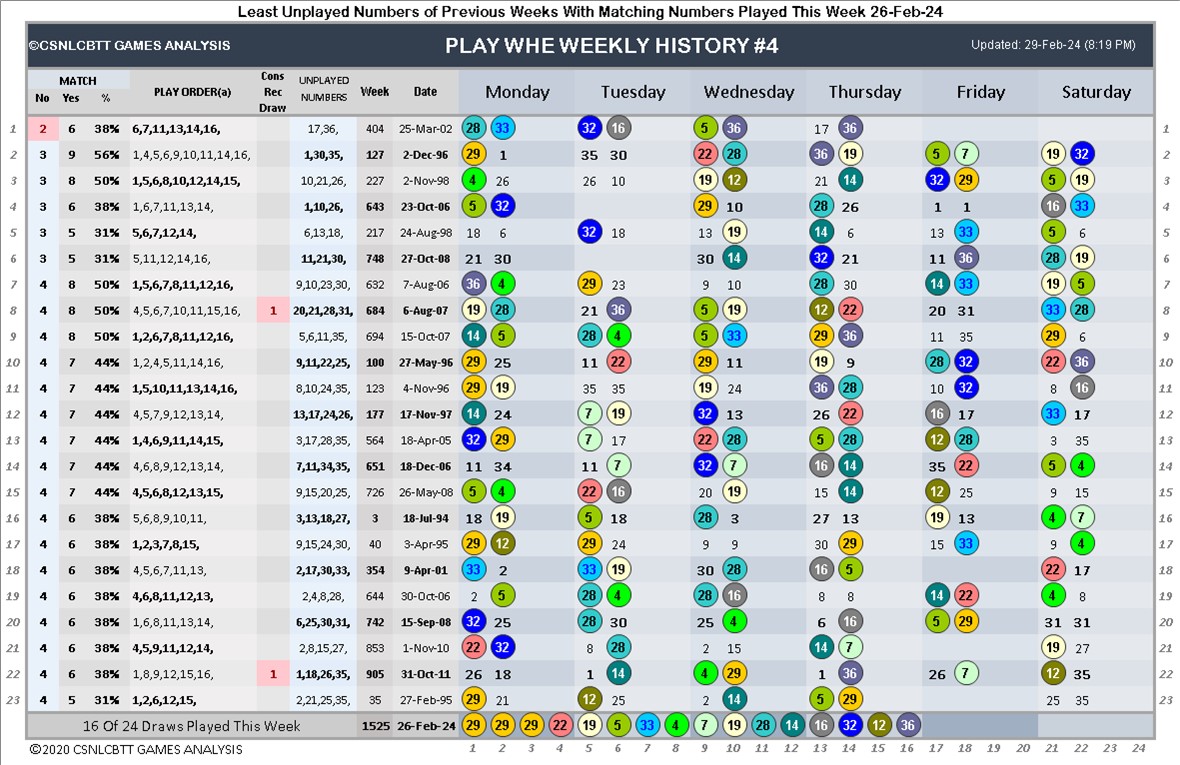 Least Unplayed Numbers of Previous Weeks With Matching Numbers Played This Week 26-Feb-24
©CSNLCBTT GAMES ANALYSIS PLAY WHE WEEKLY HISTORY #4 Updated: 29-Feb-24 (8:19 PM)
MATCH No Yes % PLAY ORDER(a) Cons Rec Draw UNPLAYED NUMBERS Week Date Monday Tuesday Wednesday Thursday Friday Saturday
1 2 6 38% 6,7,11,13,14,16, 17,36, 404 25-Mar-02 28 33 32 16 5 36 17 36 1
2 3 9 56% 1,4,5,6,9,10,11,14,16, 1,30,35, 127 2-Dec-96 29 1 35 30 22 28 36 19 5 7 19 32 2
3 3 8 50% 1,5,6,8,10,12,14,15, 10,21,26, 227 2-Nov-98 4 26 26 10 19 12 21 14 32 29 5 19 3
4 3 6 38% 1,6,7,11,13,14, 1,10,26, 643 23-Oct-06 5 32 29 10 28 26 1 1 16 33 4
5 3 5 31% 5,6,7,12,14, 6,13,18, 217 24-Aug-98 18 6 32 18 13 19 14 6 13 33 5 6 5
6 3 5 31% 5,11,12,14,16, 11,21,30, 748 27-Oct-08 21 30 30 14 32 21 11 36 28 19 6
7 4 8 50% 1,5,6,7,8,11,12,16, 9,10,23,30, 632 7-Aug-06 36 4 29 23 9 10 28 30 14 33 19 5 7
8 4 8 50% 4,5,6,7,10,11,15,16, 1 20,21,28,31, 684 6-Aug-07 19 28 21 36 5 19 12 22 20 31 33 28 8
9 4 8 50% 1,2,6,7,8,11,12,16, 5,6,11,35, 694 15-Oct-07 14 5 28 4 5 33 29 36 11 35 29 6 9
10 4 7 44% 1,2,4,5,11,14,16, 9,11,22,25, 100 27-May-96 29 25 11 22 29 11 19 9 28 32 22 36 10
11 4 7 44% 1,5,10,11,13,14,16, 8,10,24,35, 123 4-Nov-96 29 19 35 35 19 24 36 28 10 32 8 16 11
12 4 7 44% 4,5,7,9,12,13,14, 13,17,24,26, 177 17-Nov-97 14 24 7 19 32 13 26 22 16 17 33 17 12
13 4 7 44% 1,4,6,9,11,14,15, 3,17,28,35, 564 18-Apr-05 32 29 7 17 22 28 5 28 12 28 3 35 13
14 4 7 44% 4,6,8,9,12,13,14, 7,11,34,35, 651 18-Dec-06 11 34 11 7 32 7 16 14 35 22 5 4 14
15 4 7 44% 4,5,6,8,12,13,15, 9,15,20,25, 726 26-May-08 5 4 22 16 20 19 15 14 12 25 9 15 15
16 4 6 38% 5,6,8,9,10,11, 3,13,18,27, 3 18-Jul-94 18 19 5 18 28 3 27 13 19 13 4 7 16
17 4 6 38% 1,2,3,7,8,15, 9,15,24,30, 40 3-Apr-95 29 12 29 24 9 9 30 29 15 33 9 4 17
18 4 6 38% 4,5,6,7,11,13, 2,17,30,33, 354 9-Apr-01 33 2 33 19 30 28 16 5 22 17 18
19 4 6 38% 4,6,8,11,12,13, 2,4,8,28, 644 30-Oct-06 2 5 28 4 28 16 8 8 14 22 4 8 19
20 4 6 38% 1,6,8,11,13,14, 6,25,30,31, 742 15-Sep-08 32 25 28 30 25 4 6 16 5 29 31 31 20
21 4 6 38% 4,5,9,11,12,14, 2,8,15,27, 853 1-Nov-10 22 32 8 28 2 15 14 7 19 27 21
22 4 6 38% 1,8,9,12,15,16, 1 1,18,26,35, 905 31-Oct-11 26 18 1 14 4 29 1 36 26 7 12 35 22
23 4 5 31% 1,2,6,12,15, 2,21,25,35, 35 27-Feb-95 29 21 12 25 2 14 5 29 25 35 23
16 Of 24 Draws Played This Week 1525 26-Feb-24 29 29 29 22 19 5 33 4 7 19 28 14 16 32 12 36
©2020 CSNLCBTT GAMES ANALYSIS 1 2 3 4 5 6 7 8 9 10 11 12 13 14 15 16 17 18 19 20 21 22 23 24